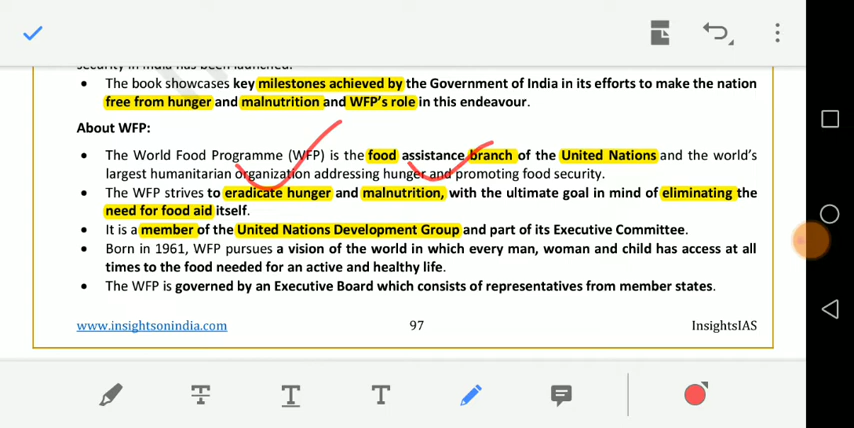 security in India has been launched.
• The book showcases key milestones achieved by the Government of India in its efforts to make the nation
free from hunger and malnutrition and WFP's role in this endeavour.
About WFP:
• The World Food Programme (WFP) is the food assistance branch of the United Nations and the world's
largest humanitarian organization addressing hunger and promoting food security.
• The WFP strives to eradicate hunger and malnutrition, with the ultimate goal in mind of eliminating the
need for food aid itself.
• It is a member of the United Nations Development Group and part of its Executive Committee.
• Born in 1961, WFP pursues a vision of the world in which every man, woman and child has access at all
times to the food needed for an active and healthy life.
• The WFP is governed by an Executive Board which consists of representatives from member states.
www.insightsonindia.com 97 InsightsIAS
T T T